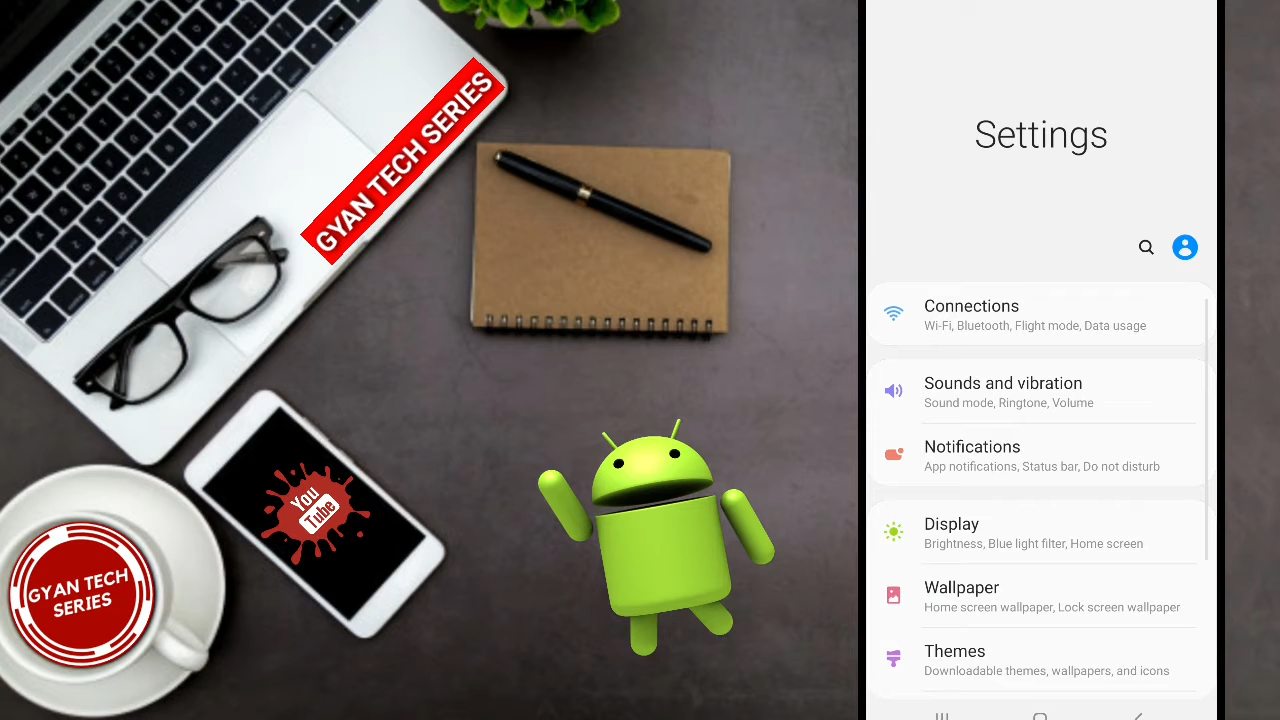 GYAN TECH SERIES
You
Tube
GYAN TECH
SERIES
Settings
Connections
Wi-Fi, Bluetooth, Flight mode, Data usage
Sounds and vibration
Sound mode, Ringtone, Volume
Notifications
App notifications, Status bar, Do not disturb
Display
Brightness, Blue light filter, Home screen
Wallpaper
Home screen wallpaper, Lock screen wallpaper
Themes
Downloadable themes, wallpapers, and icons